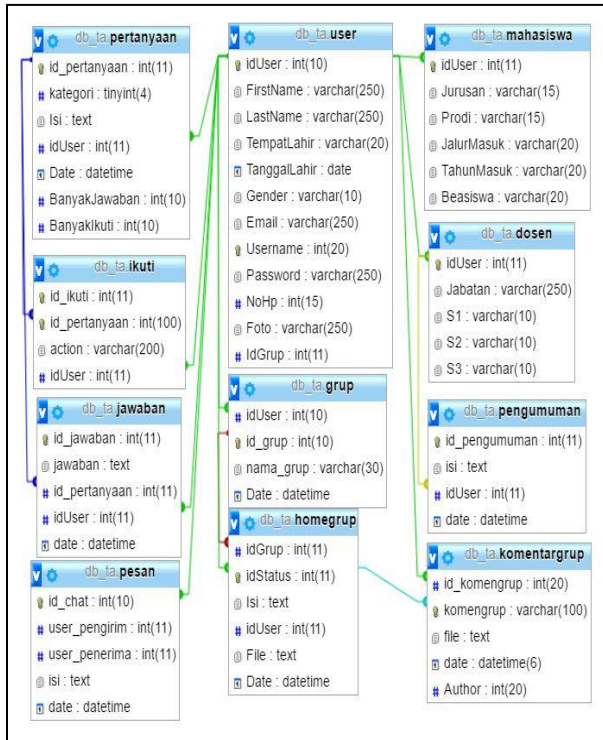 db_ta.pertanyaan
id_pertanyaan : int(11)
kategori : tinyint(4)
Isi : text
idUser : int(11)
Date : datetime
BanyakJawaban : int(10)
BanyakIkuti : int(10)
db_ta.ikuti
id_ikuti : int(11)
id_pertanyaan : int(100)
action : varchar(200)
idUser : int(11)
db_ta.jawaban
id_jawaban : int(11)
jawaban : text
id_pertanyaan : int(11)
idUser : int(11)
date : datetime
db_ta.pesan
id_chat : int(10)
user_pengirim : int(11)
user_penerima : int(11)
isi : text
date : datetime
db_ta.user
idUser : int(10)
FirstName : varchar(250)
LastName : varchar(250)
TempatLahir : varchar(20)
TanggalLahir : date
Gender : varchar(10)
Email : varchar(250)
Username : int(20)
Password : varchar(250)
NoHp : int(15)
Foto : varchar(250)
IdGrup : int(11)
db_ta.grup
idUser : int(10)
id_grup : int(10)
nama_grup : varchar(30)
Date : datetime
db_ta.homegrup
idGrup : int(11)
idStatus : int(11)
Isi : text
idUser : int(11)
File : text
Date : datetime
db_ta.mahasiswa
idUser : int(11)
Jurusan : varchar(15)
Prodi : varchar(15)
JalurMasuk : varchar(20)
TahunMasuk : varchar(20)
Beasiswa : varchar(20)
db_ta.dosen
idUser : int(11)
Jabatan : varchar(250)
S1 : varchar(10)
S2 : varchar(10)
S3 : varchar(10)
db_ta.pengumuman
id_pengumuman : int(11)
isi : text
idUser : int(11)
date : datetime
db_ta.komentargrup
id_komengrup : int(20)
komengrup : varchar(100)
file : text
date : datetime(6)
Author : int(20)